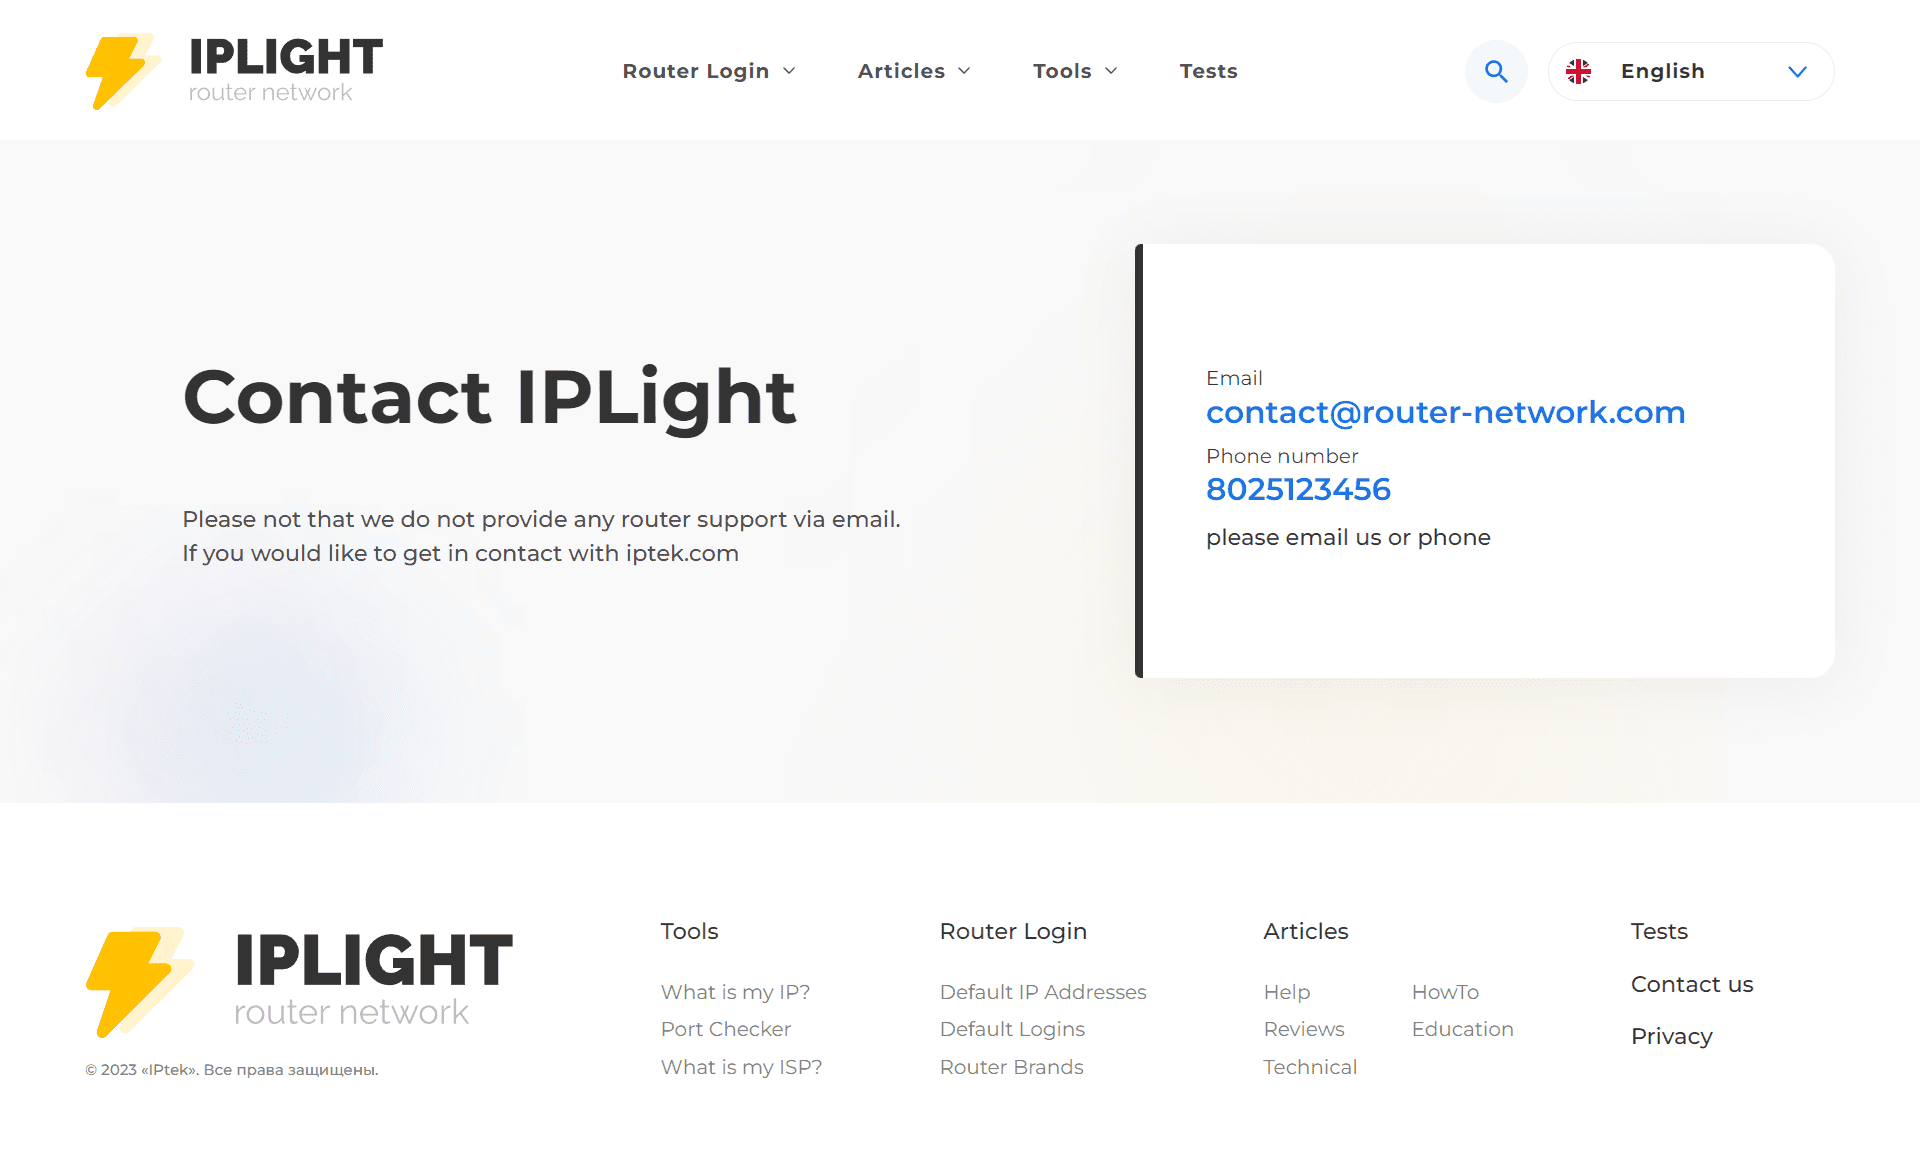 IPLIGHT
router network
Router Login
Articles
Tools
Tests
English
Contact IPLight
Please not that we do not provide any router support via email.
If you would like to get in contact with iptek.com
Email
contact@router-network.com
Phone number
8025123456
please email us or phone
IPLIGHT
router network
© 2023 «IPtek». Все права защищены.
Tools
What is my IP?
Port Checker
What is my ISP?
Router Login
Default IP Addresses
Default Logins
Router Brands
Articles
Help
Reviews
Technical
HowTo
Education
Tests
Contact us
Privacy